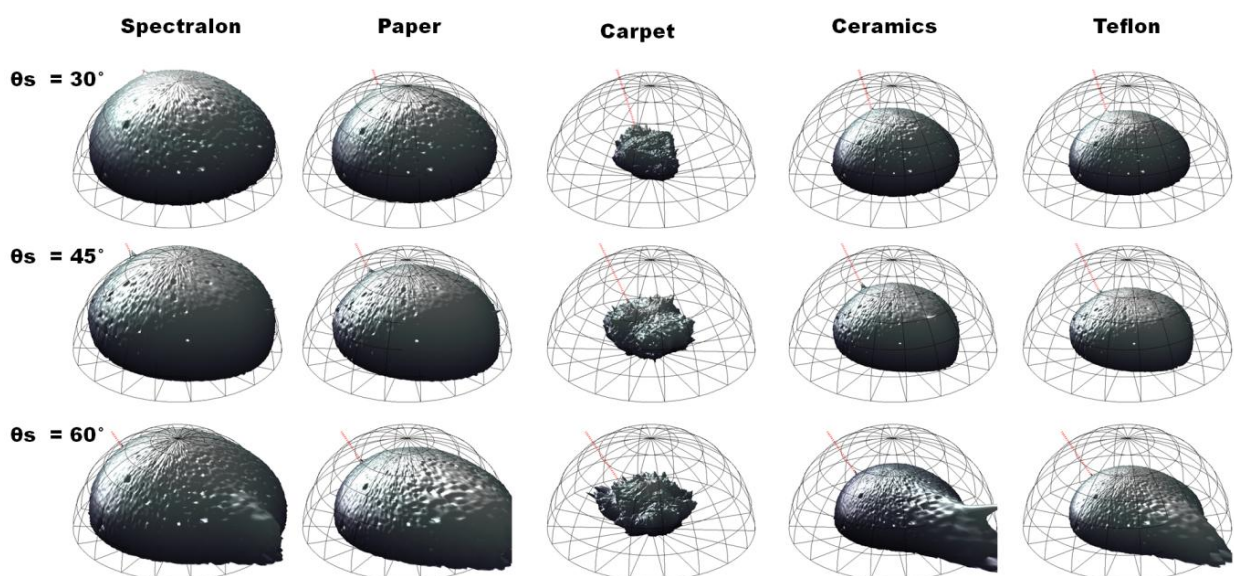 Spectralon Paper Carpet Ceramics Teflon
θs = 30°
θs = 45°
θs = 60°